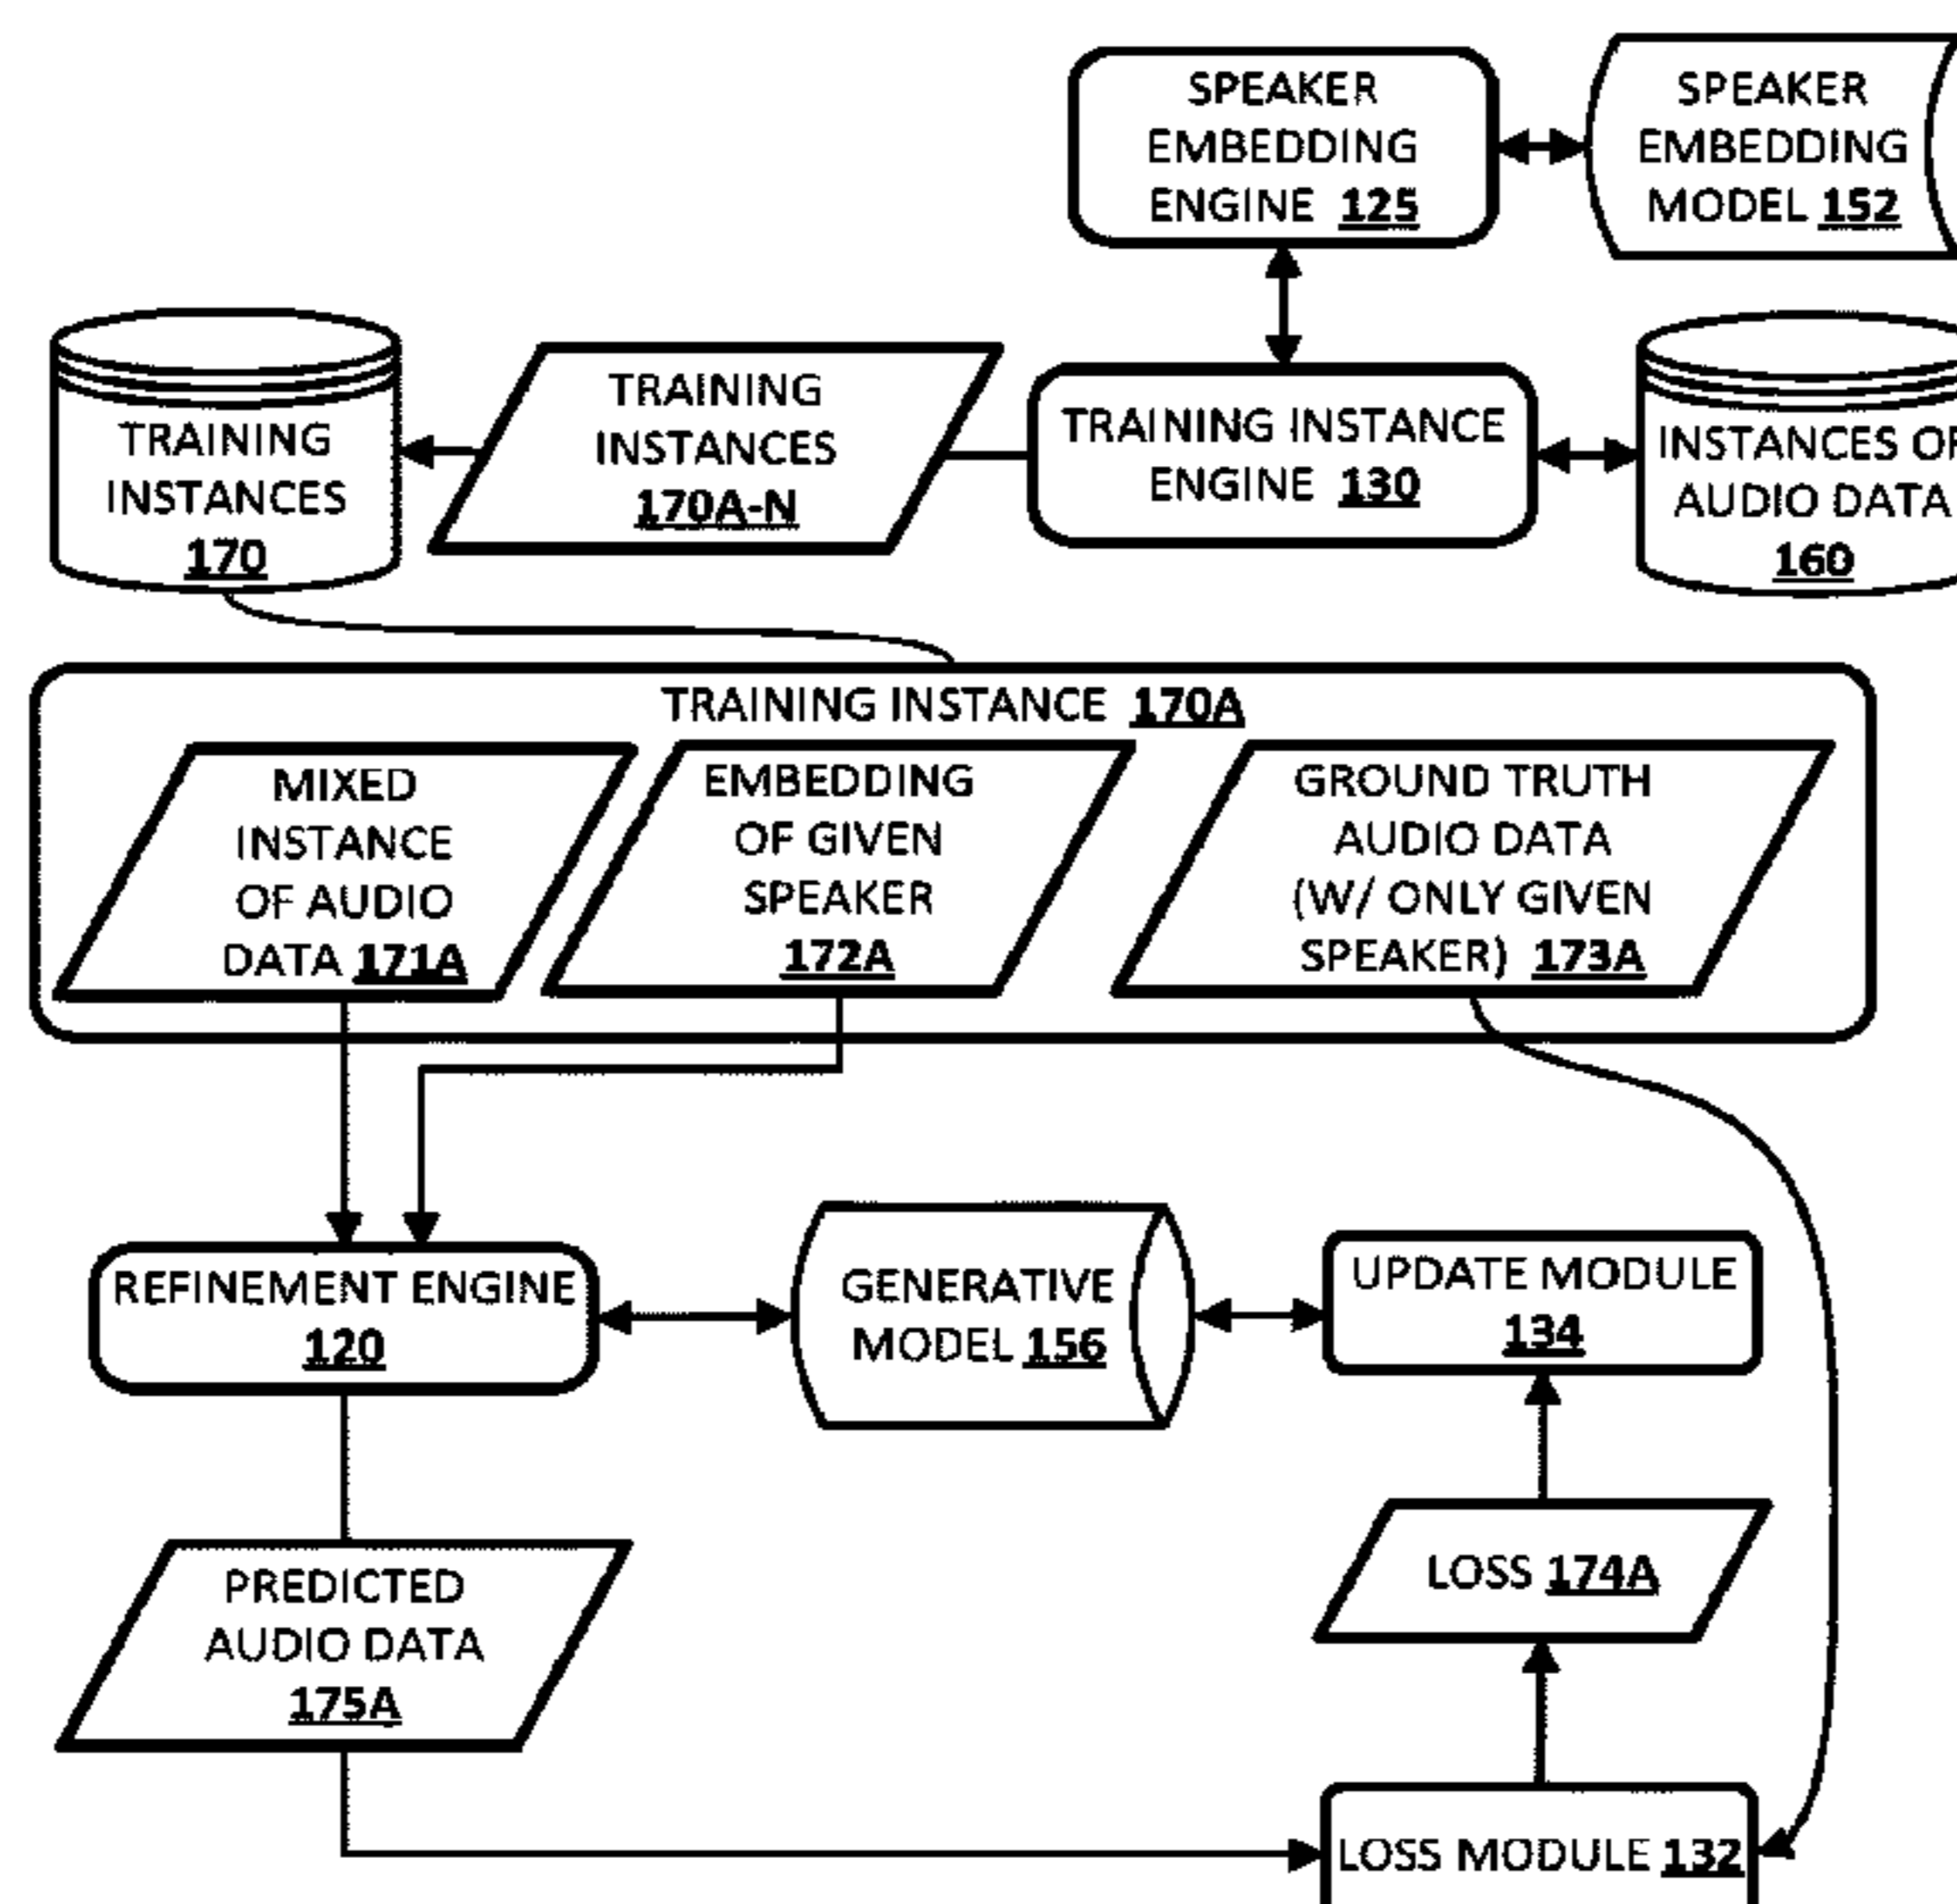 SPEAKER
EMBEDDING
ENGINE 125
SPEAKER
EMBEDDING
MODEL 152
TRAINING
INSTANCES
170
TRAINING
INSTANCES
170A-N
TRAINING INSTANCE
ENGINE 130
INSTANCES OF
AUDIO DATA
160
TRAINING INSTANCE 170A
MIXED
INSTANCE
OF AUDIO
DATA 171A
EMBEDDING
OF GIVEN
SPEAKER
172A
GROUND TRUTH
AUDIO DATA
(W/ ONLY GIVEN
SPEAKER) 173A
REFINEMENT ENGINE
120
GENERATIVE
MODEL 156
UPDATE MODULE
134
PREDICTED
AUDIO DATA
175A
LOSS 174A
LOSS MODULE 132